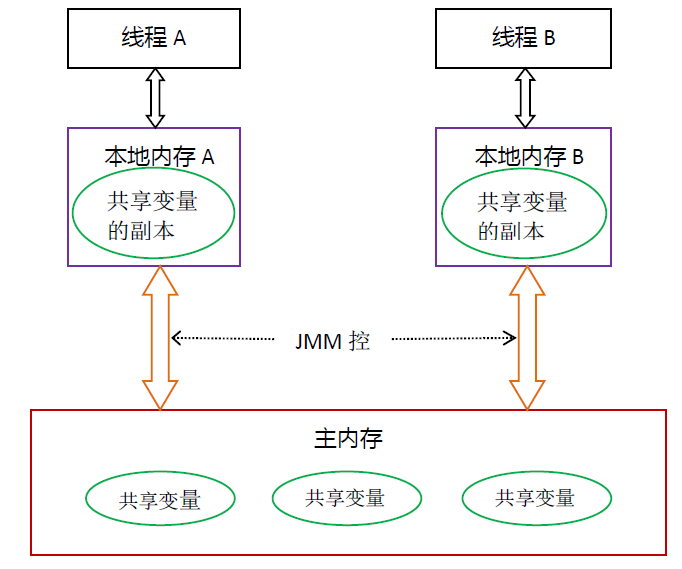 线程 A
线程 B
本地内存 A
共享变量
的副本
本地内存 B
共享变量
的副本
JMM 控
主内存
共享变量
共享变量
共享变量